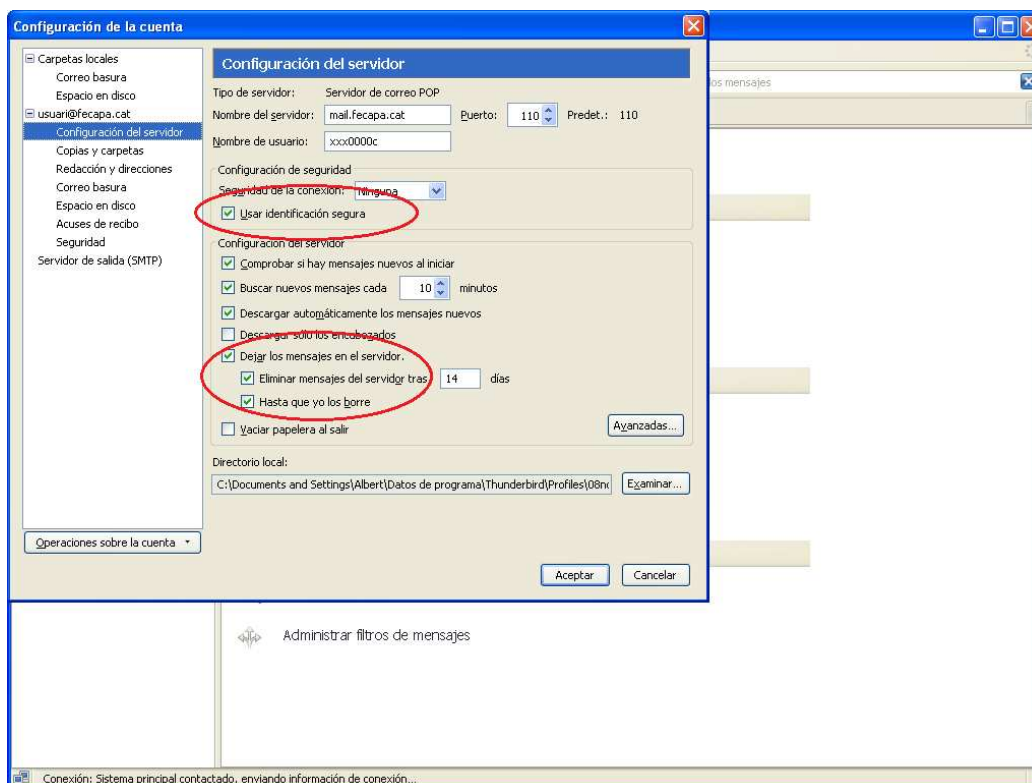 Configuración de la cuenta
Carpetas locales
Correo basura
Espacio en disco
usuari@fecapa.cat
Configuración del servidor
Copias y carpetas
Redacción y direcciones
Correo basura
Espacio en disco
Acuses de recibo
Seguridad
Servidor de salida (SMTP)
Operaciones sobre la cuenta
Configuración del servidor
Tipo de servidor: Servidor de correo POP
Nombre del servidor: mail.fecapa.cat Puerto: 110 Predet.: 110
Nombre de usuario: xxx0000c
Configuración de seguridad
Seguridad de la conexión: Ninguna
Usar identificación segura
Configuración del servidor
Comprobar si hay mensajes nuevos al iniciar
Buscar nuevos mensajes cada 10 minutos
Descargar automáticamente los mensajes nuevos
Descargar sólo los encabezados
Dejar los mensajes en el servidor.
Eliminar mensajes del servidor tras 14 días
Hasta que yo los borre
Vaciar papelera al salir
Avanzadas...
Directorio local:
C:\Documents and Settings\Albert\Datos de programa\Thunderbird\Profiles\08n
Examinar...
Aceptar Cancelar
los mensajes
Administrar filtros de mensajes
Conexión: Sistema principal contactado, enviando información de conexión...